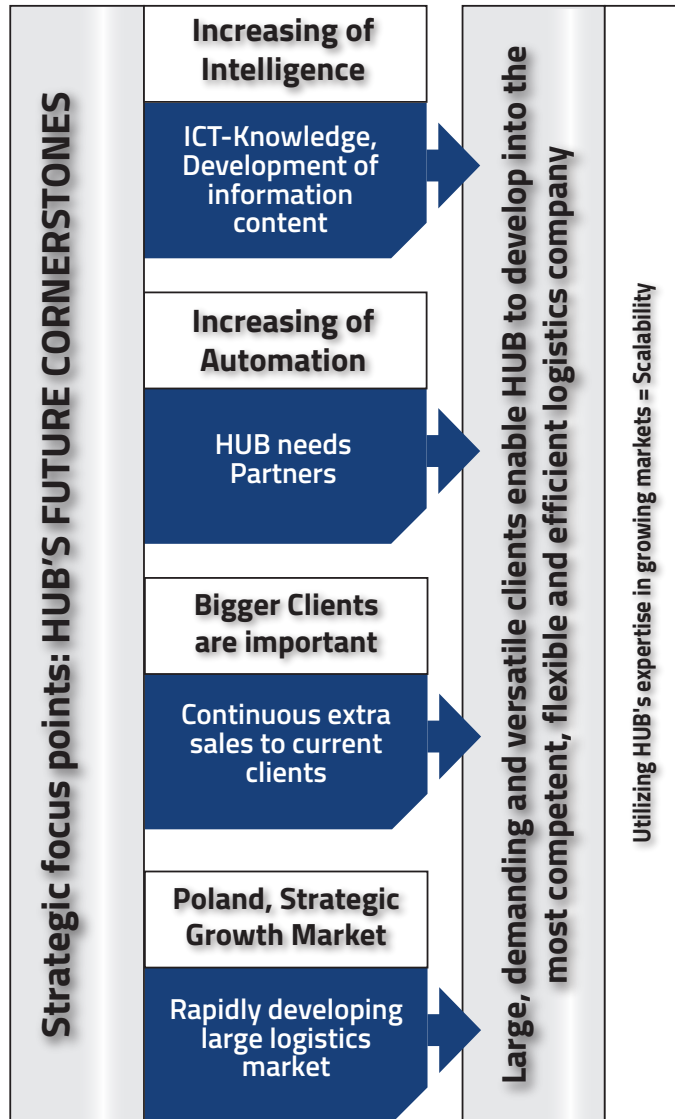 Strategic focus points: HUB'S FUTURE CORNERSTONES
Increasing of
Intelligence
ICT-Knowledge,
Development of
information
content
Increasing of
Automation
HUB needs
Partners
Bigger Clients
are important
Continuous extra
sales to current
clients
Poland, Strategic
Growth Market
Rapidly developing
large logistics
market
Large, demanding and versatile clients enable HUB to develop into the
most competent, flexible and efficient logistics company
Utilizing HUB's expertise in growing markets = Scalability